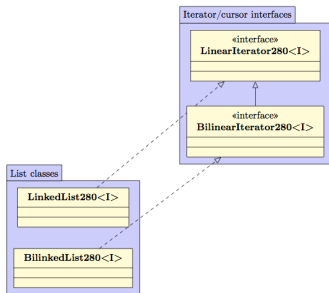 Iterator/cursor interfaces
«interface»
LinearIterator280<I>
«interface»
BilinearIterator280<I>
List classes
LinkedList280<I>
BilinkedList280<I>